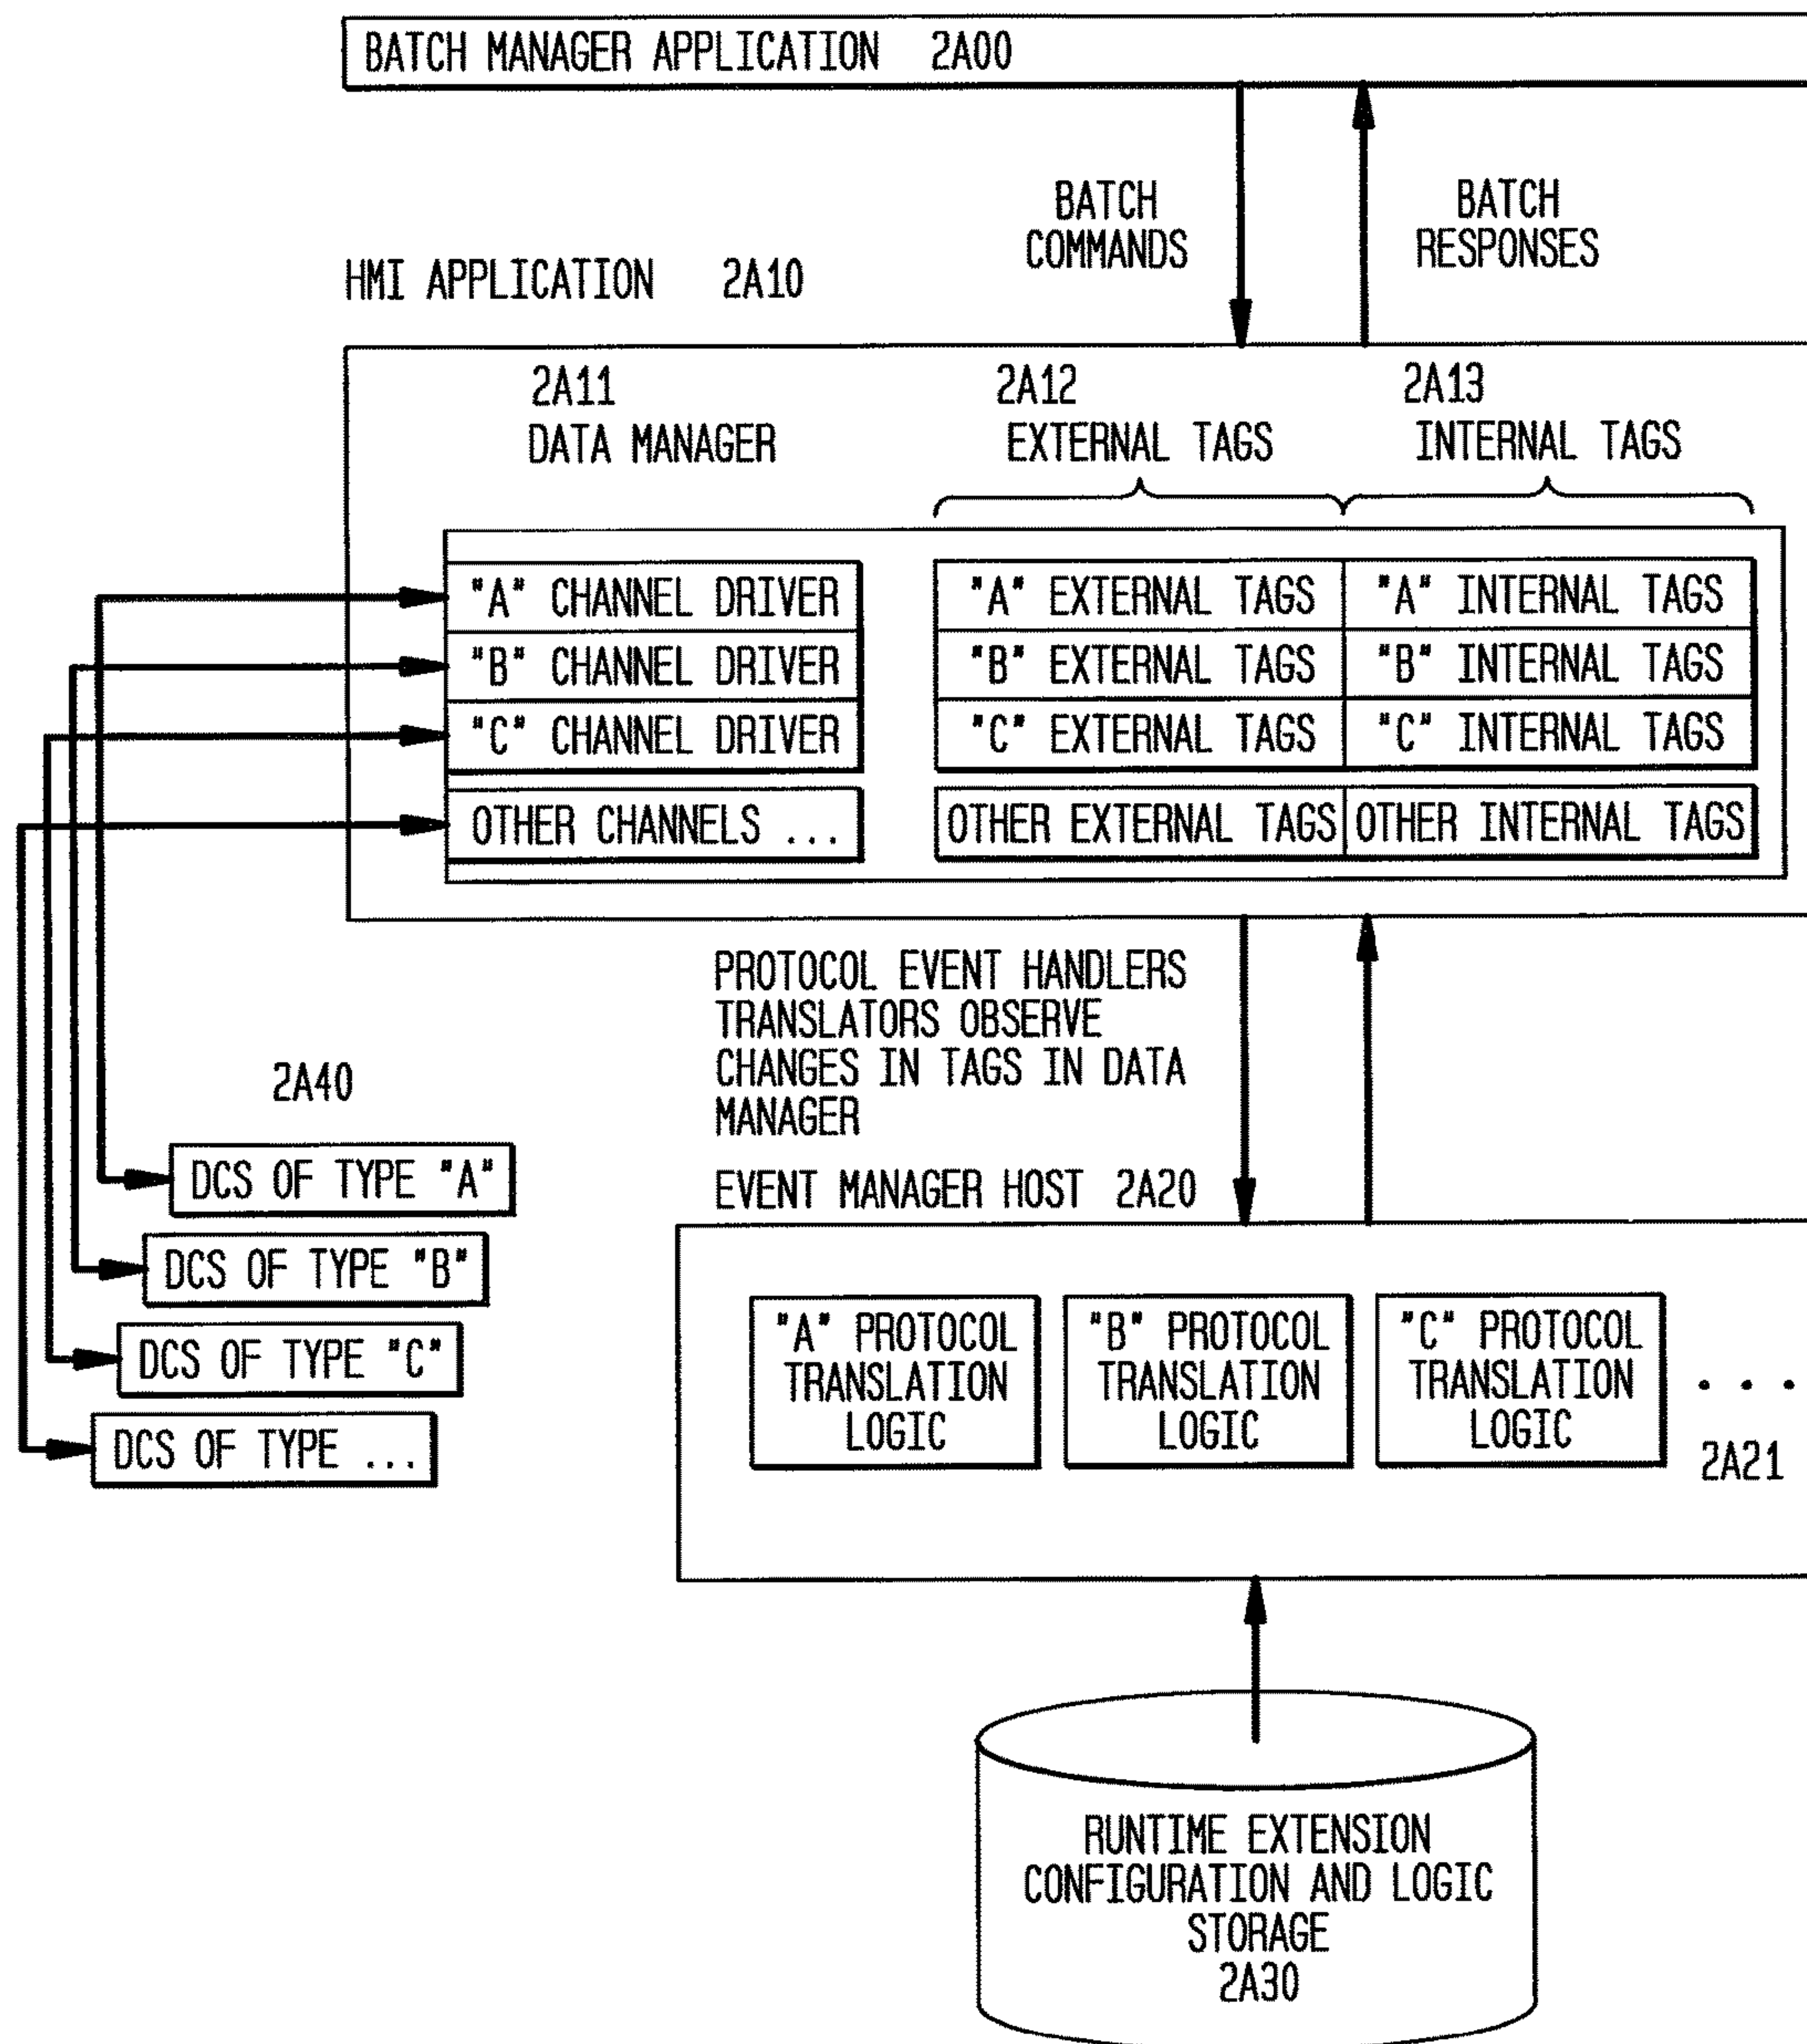 BATCH MANAGER APPLICATION 2A00
BATCH
COMMANDS
BATCH
RESPONSES
HMI APPLICATION 2A10
2A11
DATA MANAGER
2A12
EXTERNAL TAGS
2A13
INTERNAL TAGS
"A" CHANNEL DRIVER
"A" EXTERNAL TAGS
"A" INTERNAL TAGS
"B" CHANNEL DRIVER
"B" EXTERNAL TAGS
"B" INTERNAL TAGS
"C" CHANNEL DRIVER
"C" EXTERNAL TAGS
"C" INTERNAL TAGS
OTHER CHANNELS ...
OTHER EXTERNAL TAGS
OTHER INTERNAL TAGS
PROTOCOL EVENT HANDLERS
TRANSLATORS OBSERVE
CHANGES IN TAGS IN DATA
MANAGER
2A40
DCS OF TYPE "A"
DCS OF TYPE "B"
DCS OF TYPE "C"
DCS OF TYPE ...
EVENT MANAGER HOST 2A20
"A" PROTOCOL
TRANSLATION
LOGIC
"B" PROTOCOL
TRANSLATION
LOGIC
"C" PROTOCOL
TRANSLATION
LOGIC
...
2A21
RUNTIME EXTENSION
CONFIGURATION AND LOGIC
STORAGE
2A30